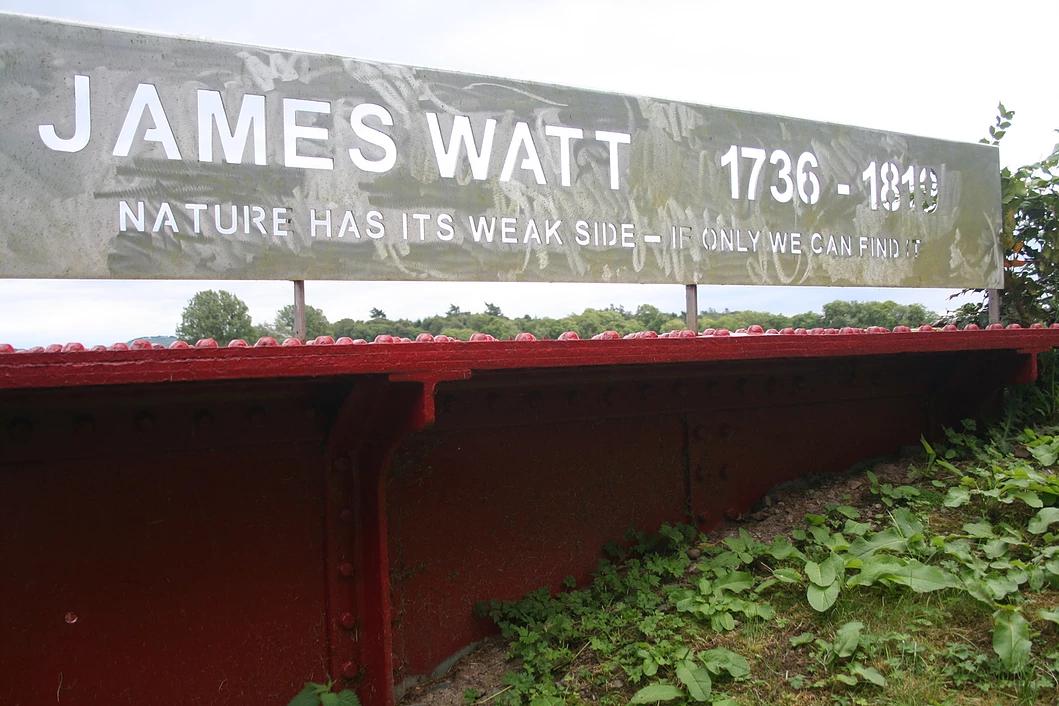 JAMES WATT 1736 - 1819
NATURE HAS ITS WEAK SIDE - IF ONLY WE CAN FIND IT